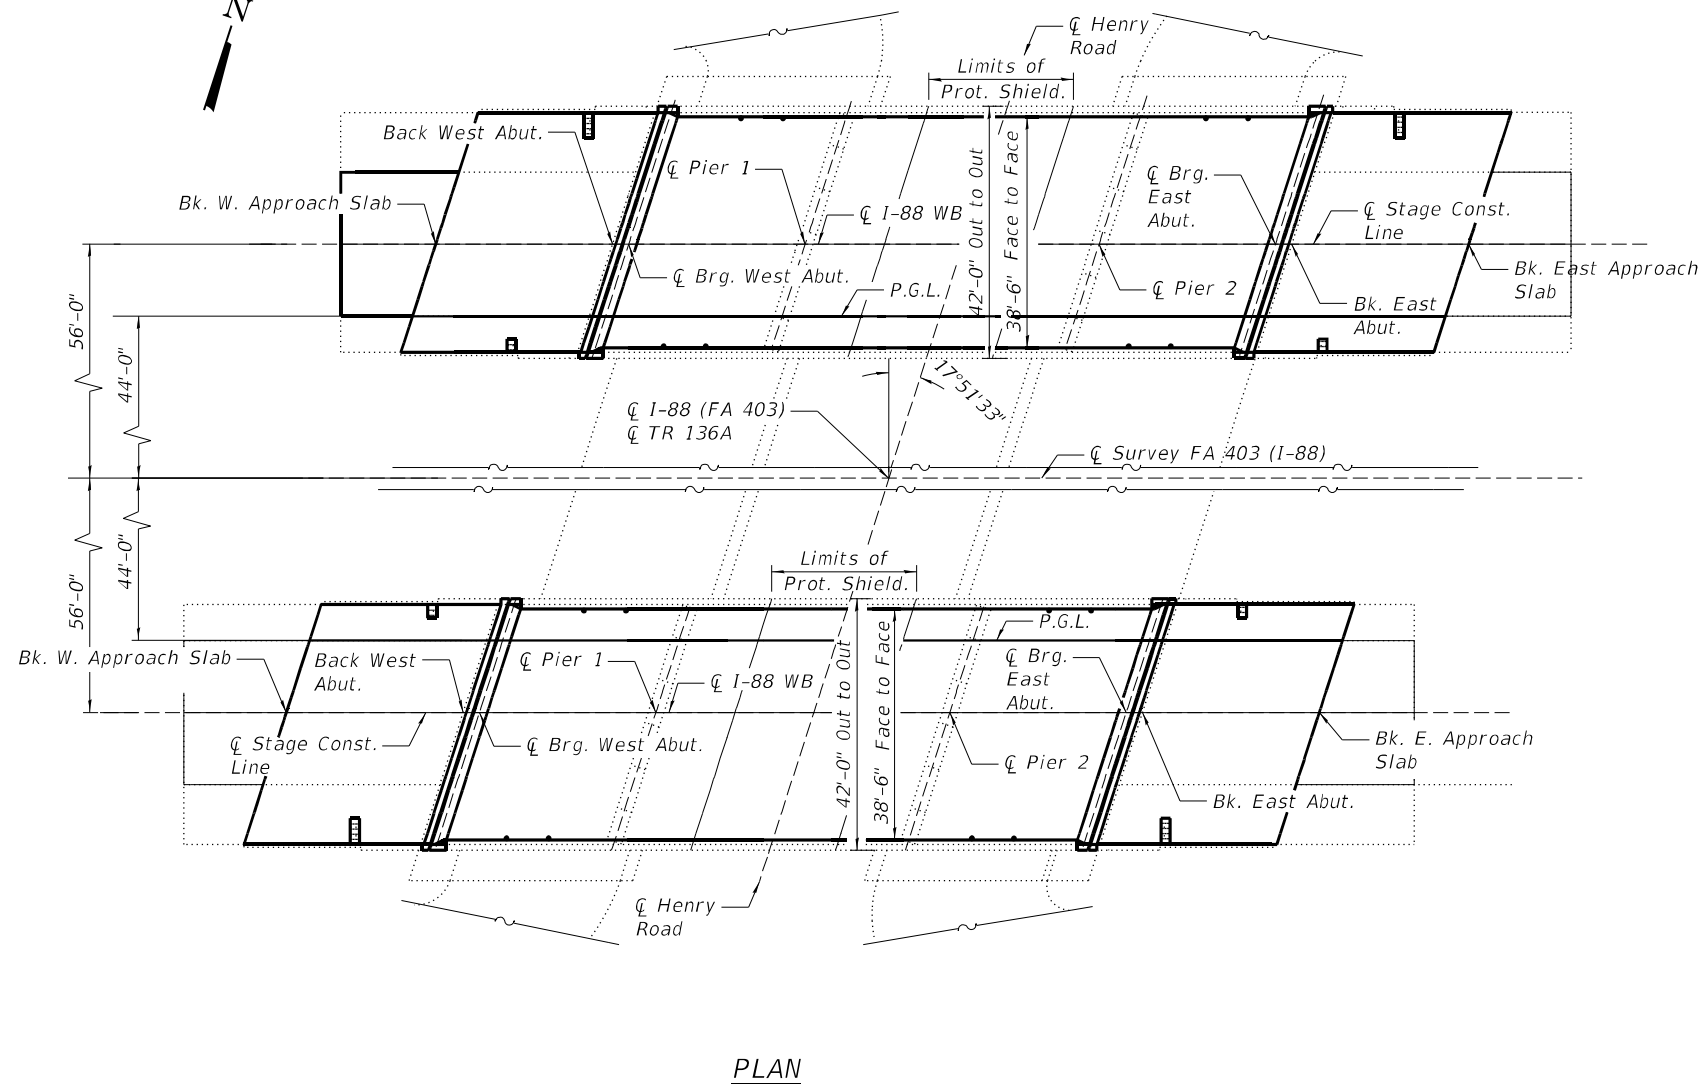 N
℄ Henry
Road
Limits of
Prot. Shield.
Back West Abut.
℄ Pier 1
℄ Brg.
East
Abut.
Bk. W. Approach Slab
℄ I-88 WB
℄ Stage Const.
Line
42'-0" Out to Out
38'-6" Face to Face
℄ Brg. West Abut.
P.G.L.
℄ Pier 2
Bk. East Approach
Slab
Bk. East
Abut.
56'-0"
44'-0"
17°51'33"
℄ I-88 (FA 403)
℄ TR 136A
℄ Survey FA 403 (I-88)
44'-0"
56'-0"
Limits of
Prot. Shield.
P.G.L.
Bk. W. Approach Slab
Back West
Abut.
℄ Pier 1
℄ I-88 WB
42'-0" Out to Out
38'-6" Face to Face
℄ Brg.
East
Abut.
℄ Stage Const.
Line
℄ Brg. West Abut.
℄ Pier 2
Bk. E. Approach
Slab
Bk. East Abut.
℄ Henry
Road
PLAN